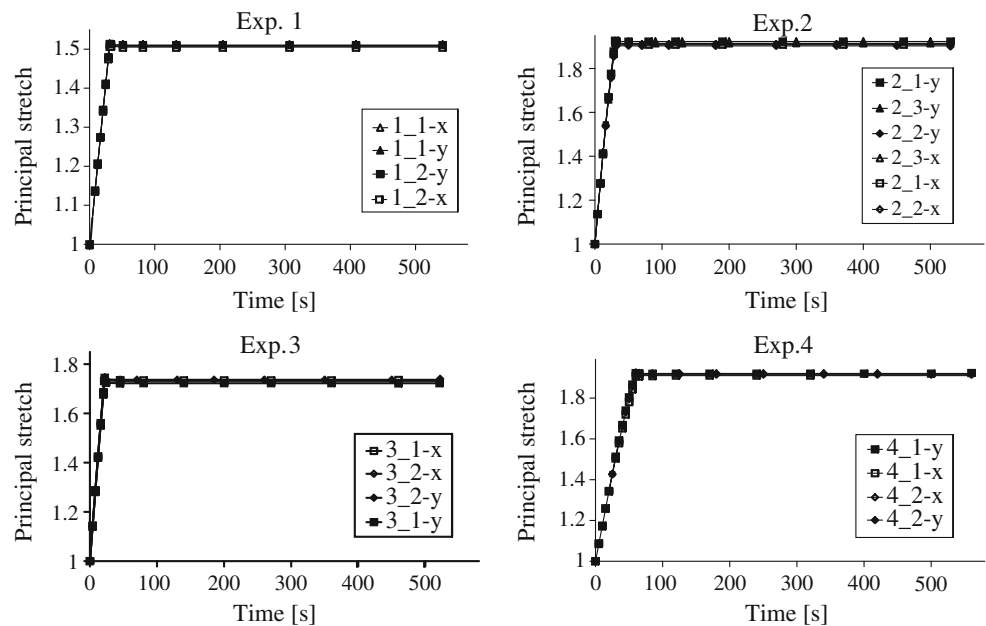 Exp. 1
Principal stretch
1.5
1.4
1.3
1.2
1.1
1
0 100 200 300 400 500
Time [s]
1_1-x
1_1-y
1_2-y
1_2-x
Exp.2
Principal stretch
1.8
1.6
1.4
1.2
1
0 100 200 300 400 500
Time [s]
2_1-y
2_3-y
2_2-y
2_3-x
2_1-x
2_2-x
Exp.3
Principal stretch
1.8
1.6
1.4
1.2
1
0 100 200 300 400 500
Time [s]
3_1-x
3_2-x
3_2-y
3_1-y
Exp.4
Principal stretch
1.8
1.6
1.4
1.2
1
0 100 200 300 400 500
Time [s]
4_1-y
4_1-x
4_2-x
4_2-y